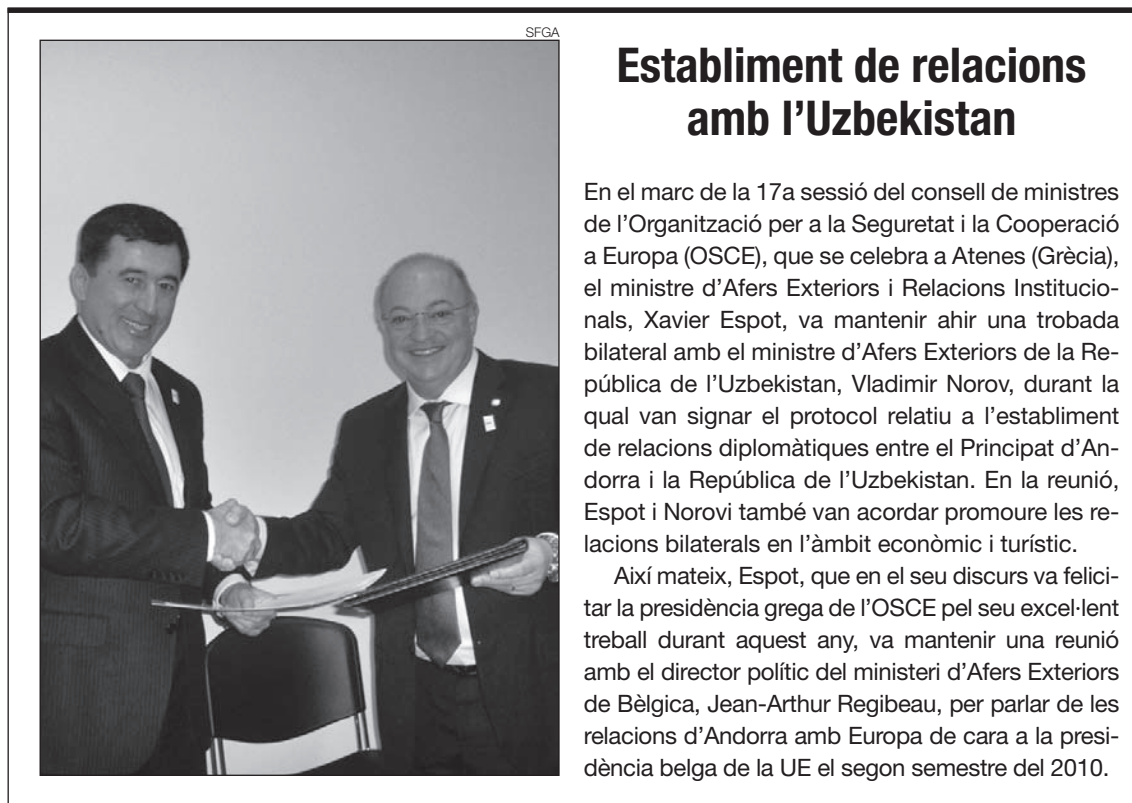 SFGA
Establiment de relacions
amb l’Uzbekistan
En el marc de la 17a sessió del consell de ministres
de l’Organització per a la Seguretat i la Cooperació
a Europa (OSCE), que se celebra a Atenes (Grècia),
el ministre d’Afers Exteriors i Relacions Institucio-
nals, Xavier Espot, va mantenir ahir una trobada
bilateral amb el ministre d’Afers Exteriors de la Re-
pública de l’Uzbekistan, Vladimir Norov, durant la
qual van signar el protocol relatiu a l’establiment
de relacions diplomàtiques entre el Principat d’An-
dorra i la República de l’Uzbekistan. En la reunió,
Espot i Norovi també van acordar promoure les re-
lacions bilaterals en l’àmbit econòmic i turístic.
Així mateix, Espot, que en el seu discurs va felici-
tar la presidència grega de l’OSCE pel seu excel·lent
treball durant aquest any, va mantenir una reunió
amb el director polític del ministeri d’Afers Exteriors
de Bèlgica, Jean-Arthur Regibeau, per parlar de les
relacions d’Andorra amb Europa de cara a la presi-
dència belga de la UE el segon semestre del 2010.